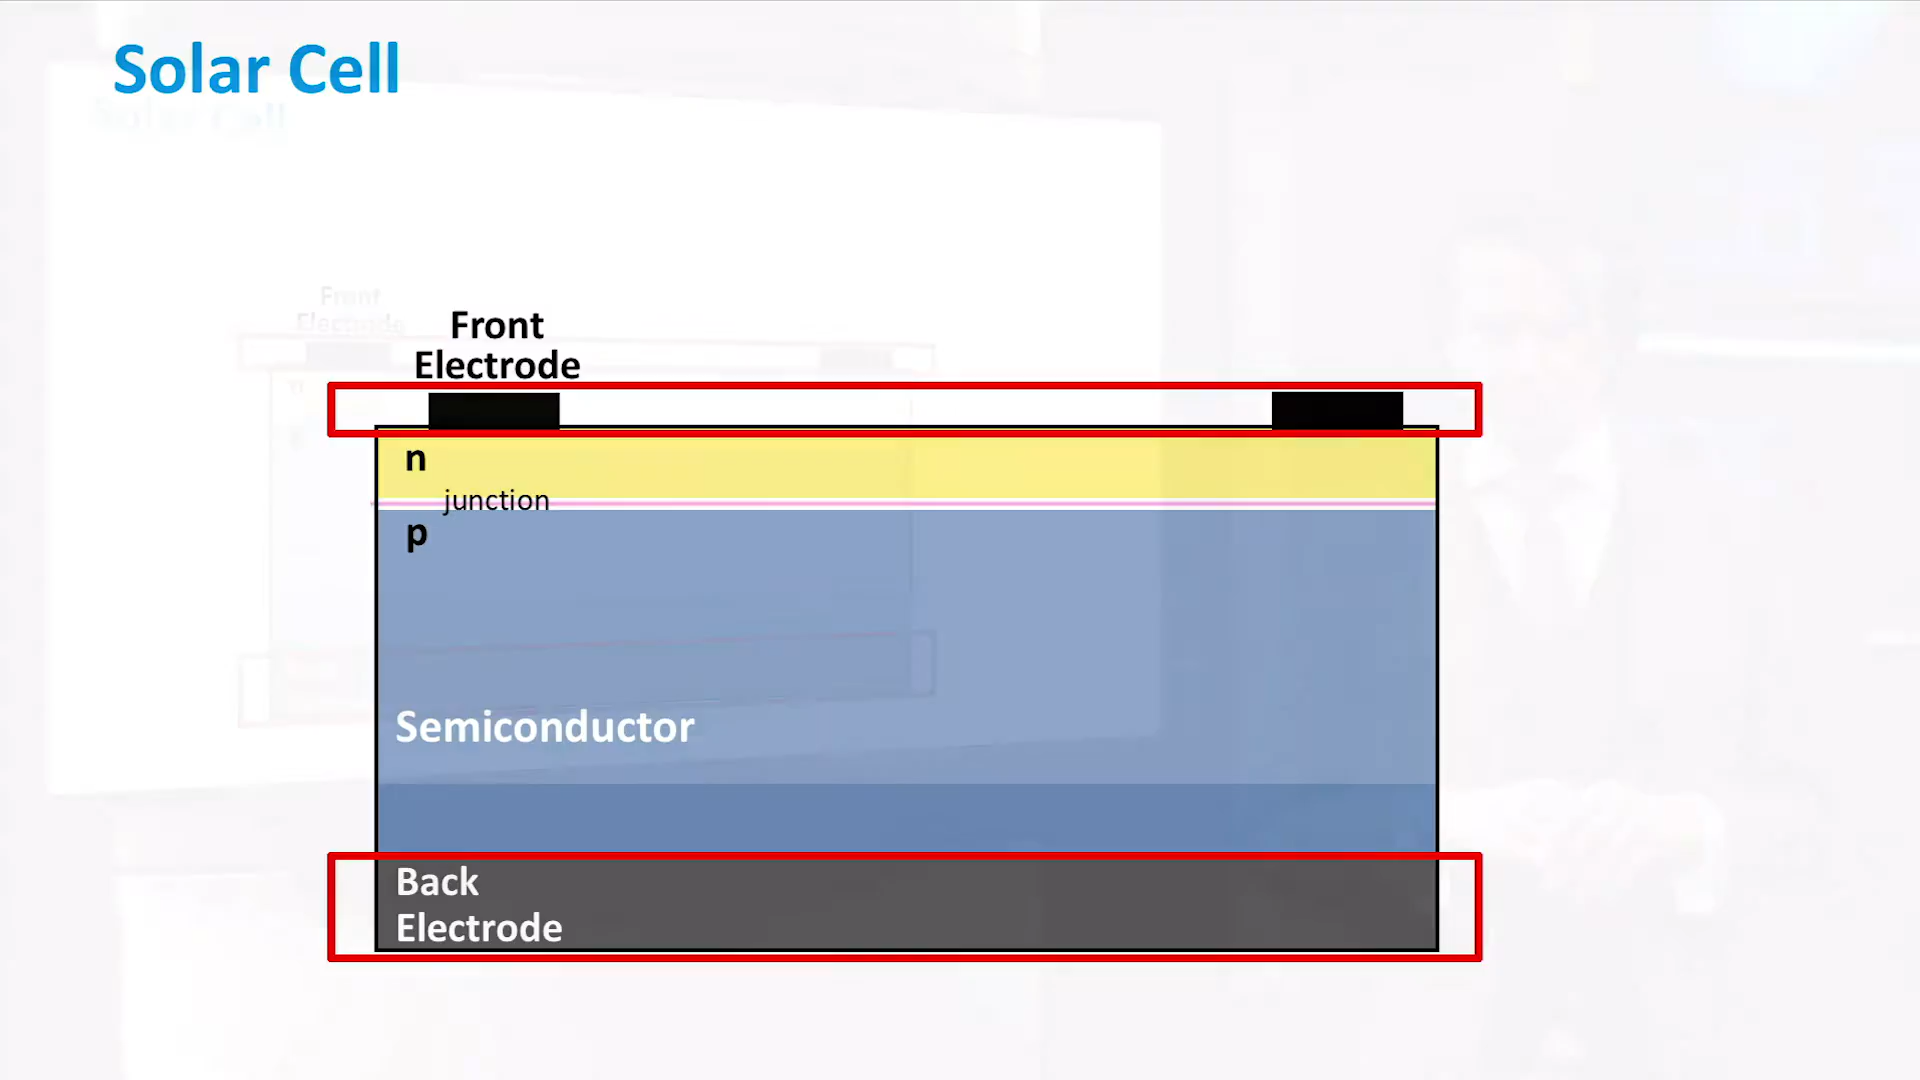 Solar Cell
Front
Electrode
n
junction
p
Semiconductor
Back
Electrode